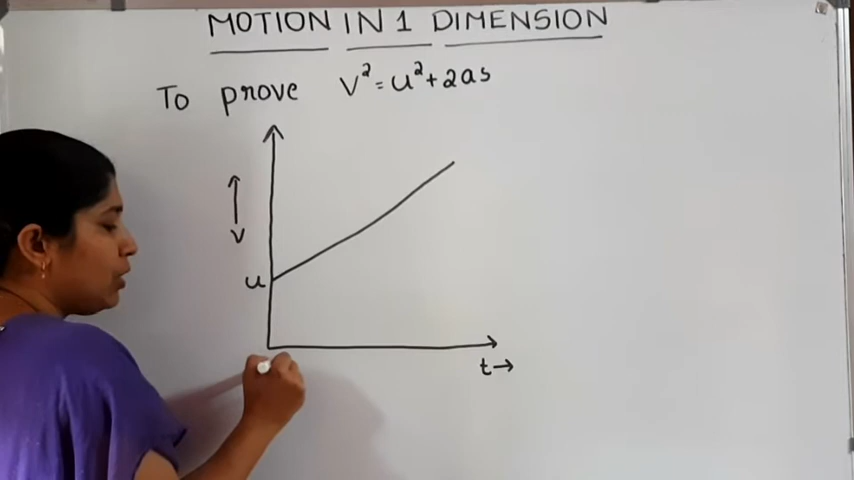 MOTION IN 1 DIMENSION
To prove v² = u² + 2as
v
u
t→